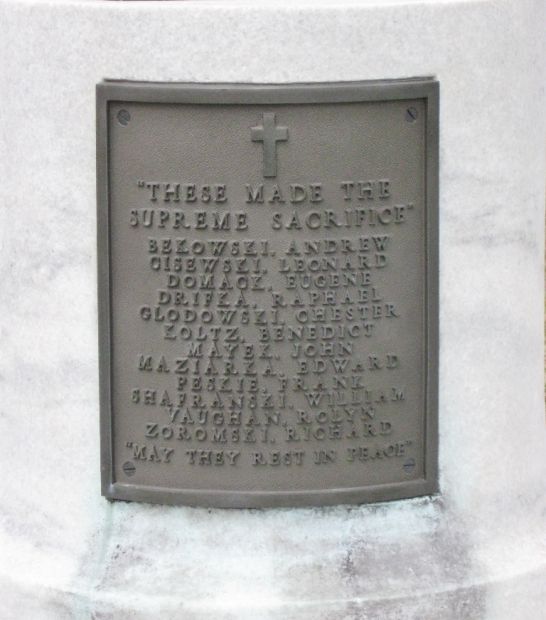 "THESE MADE THE
SUPREME SACRIFICE"
BEKOWSKI, ANDREW
CISEWSKI, LEONARD
DOMACK, EUGENE
DRIFKA, RAPHAEL
GLODOWSKI, CHESTER
KOLTZ, BENEDICT
MAYEK, JOHN
MAZIARKA, EDWARD
PESKIE, FRANK
SHAFRANSKI, WILLIAM
VAUGHAN, ROLYN
ZOROMSKI, RICHARD
"MAY THEY REST IN PEACE"